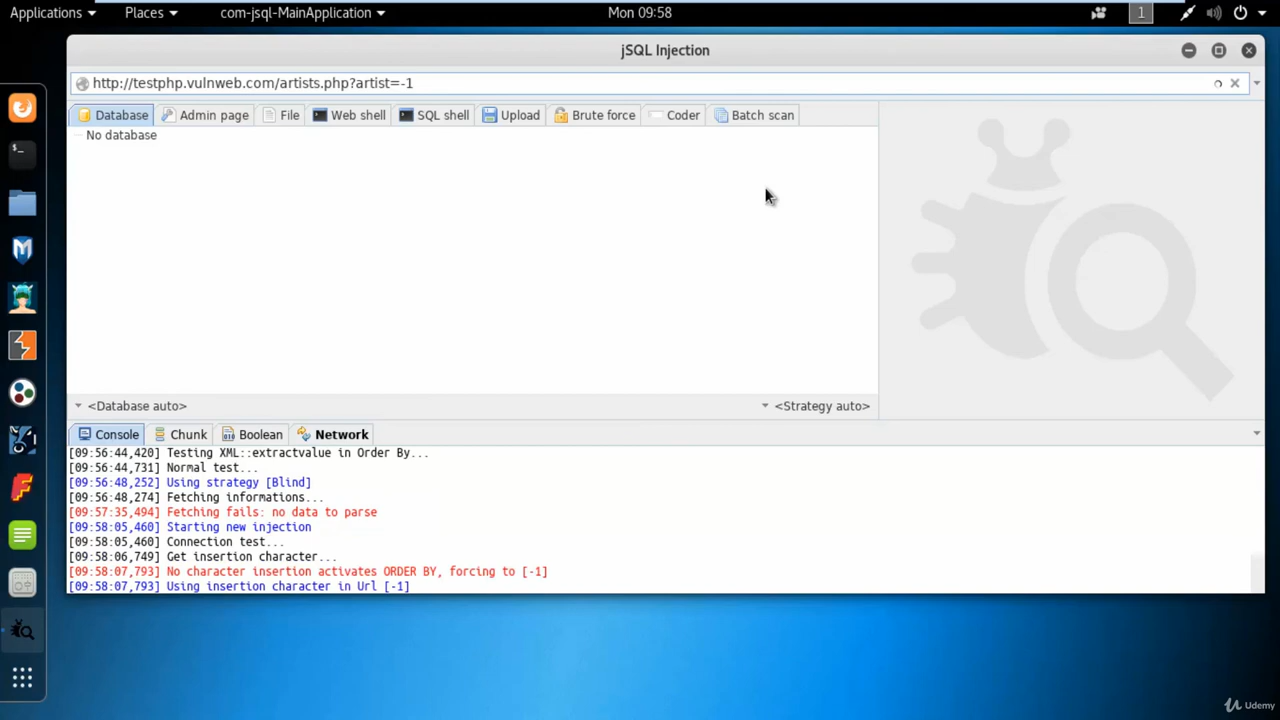 Applications Places com-jsql-MainApplication Mon 09:58 1
jSQL Injection
http://testphp.vulnweb.com/artists.php?artist=-1
Database Admin page File Web shell SQL shell Upload Brute force Coder Batch scan
No database
<Database auto> <Strategy auto>
Console Chunk Boolean Network
[09:56:44,420] Testing XML::extractvalue in Order By...
[09:56:44,731] Normal test...
[09:56:48,252] Using strategy [Blind]
[09:56:48,274] Fetching informations...
[09:57:35,494] Fetching fails: no data to parse
[09:58:05,460] Starting new injection
[09:58:05,460] Connection test...
[09:58:06,749] Get insertion character...
[09:58:07,793] No character insertion activates ORDER BY, forcing to [-1]
[09:58:07,793] Using insertion character in Url [-1]
Udemy